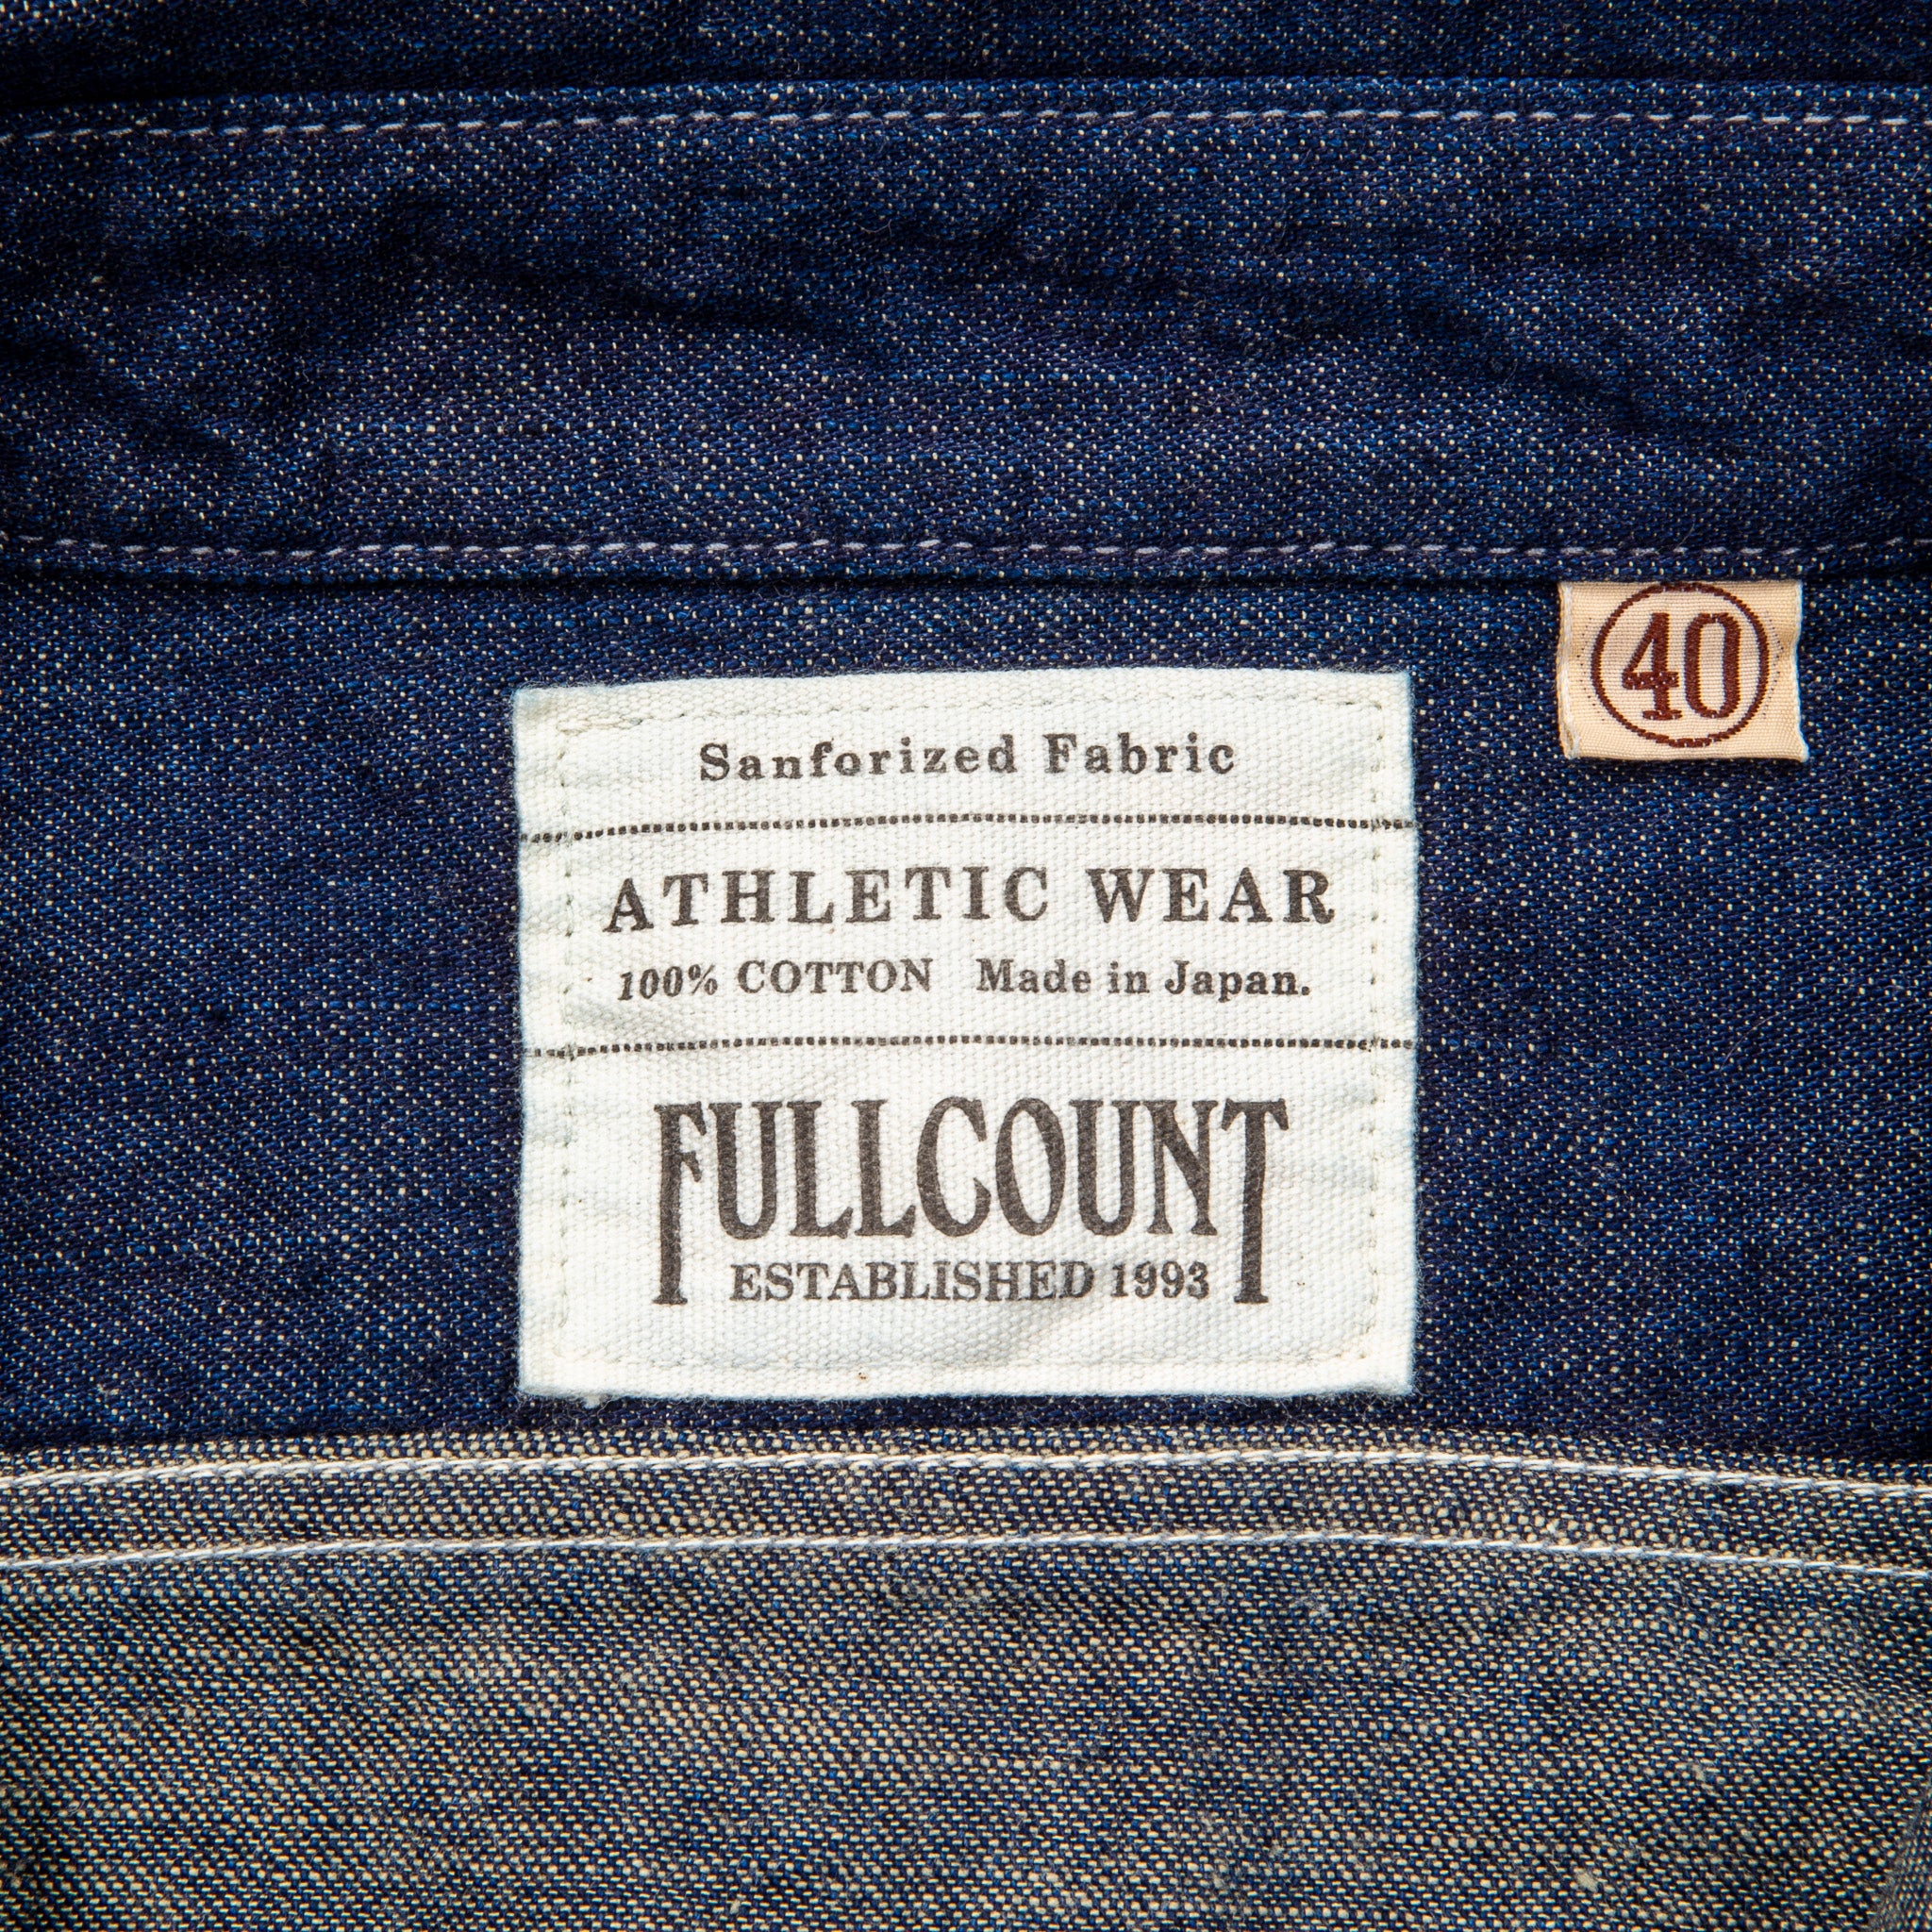 40
Sanforized Fabric
ATHLETIC WEAR
100% COTTON Made in Japan.
FULLCOUNT
ESTABLISHED 1993